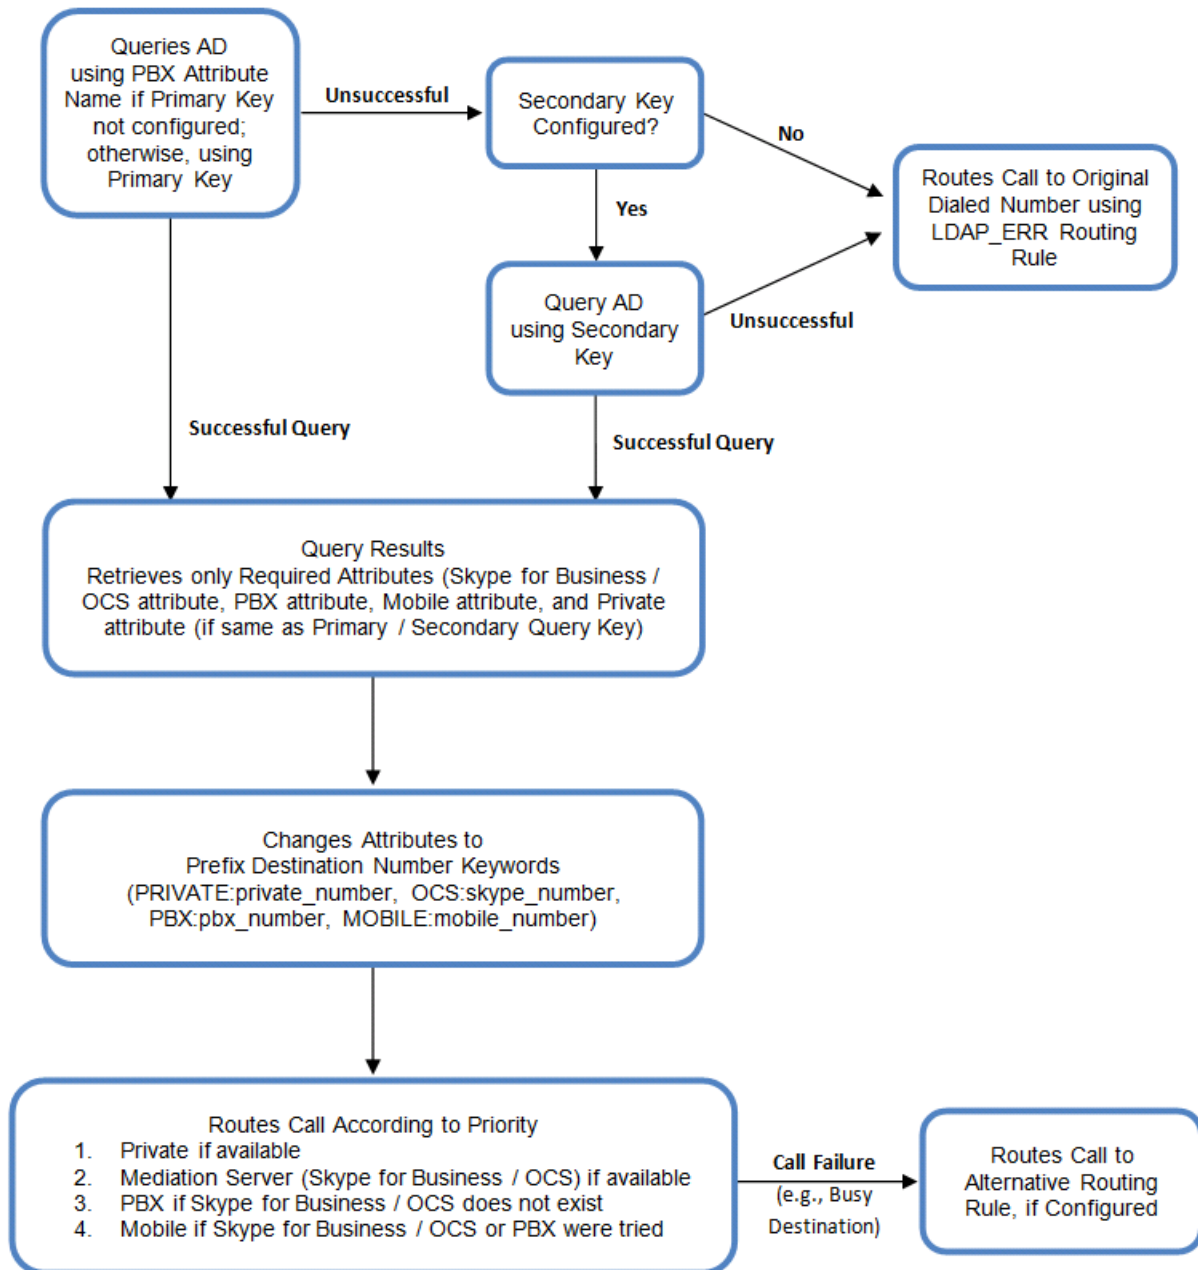 Queries AD
using PBX Attribute
Name if Primary Key
not configured;
otherwise, using
Primary Key
Unsuccessful
Secondary Key
Configured?
No
Routes Call to Original
Dialed Number using
LDAP_ERR Routing
Rule
Yes
Query AD
using Secondary
Key
Unsuccessful
Successful Query
Successful Query
Query Results
Retrieves only Required Attributes (Skype for Business /
OCS attribute, PBX attribute, Mobile attribute, and Private
attribute (if same as Primary / Secondary Query Key)
Changes Attributes to
Prefix Destination Number Keywords
(PRIVATE:private_number, OCS:skype_number,
PBX:pbx_number, MOBILE:mobile_number)
Routes Call According to Priority
1. Private if available
2. Mediation Server (Skype for Business / OCS) if available
3. PBX if Skype for Business / OCS does not exist
4. Mobile if Skype for Business / OCS or PBX were tried
Call Failure
(e.g., Busy
Destination)
Routes Call to
Alternative Routing
Rule, if Configured